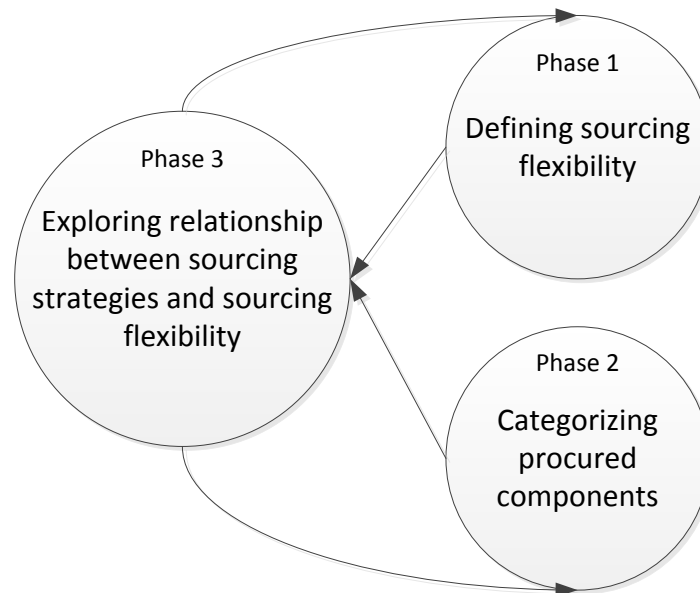 Phase 1
Defining sourcing
flexibility
Phase 3
Exploring relationship
between sourcing
strategies and sourcing
flexibility
Phase 2
Categorizing
procured
components